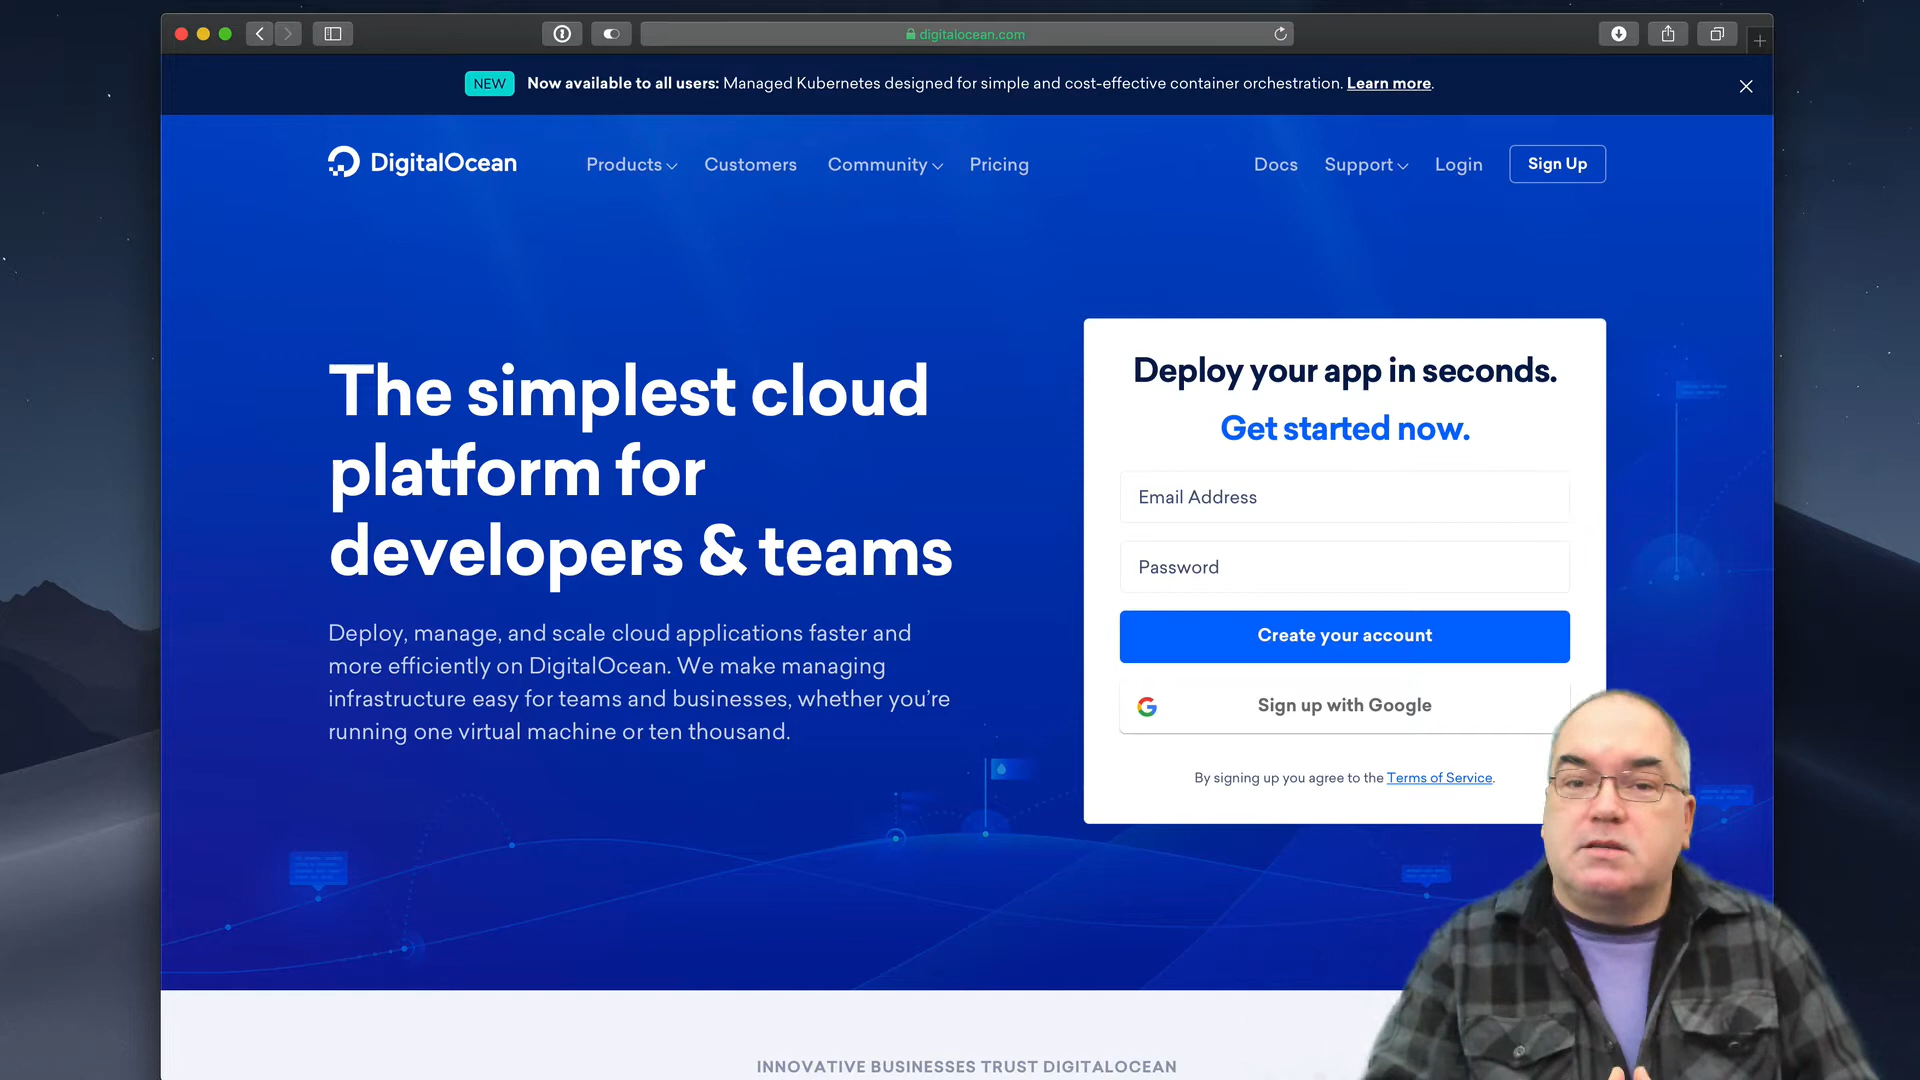 digitalocean.com
NEW Now available to all users: Managed Kubernetes designed for simple and cost-effective container orchestration. Learn more.
DigitalOcean Products Customers Community Pricing Docs Support Login Sign Up
The simplest cloud
platform for
developers & teams
Deploy, manage, and scale cloud applications faster and
more efficiently on DigitalOcean. We make managing
infrastructure easy for teams and businesses, whether you’re
running one virtual machine or ten thousand.
Deploy your app in seconds.
Get started now.
Email Address
Password
Create your account
Sign up with Google
By signing up you agree to the Terms of Service.
INNOVATIVE BUSINESSES TRUST DIGITALOCEAN